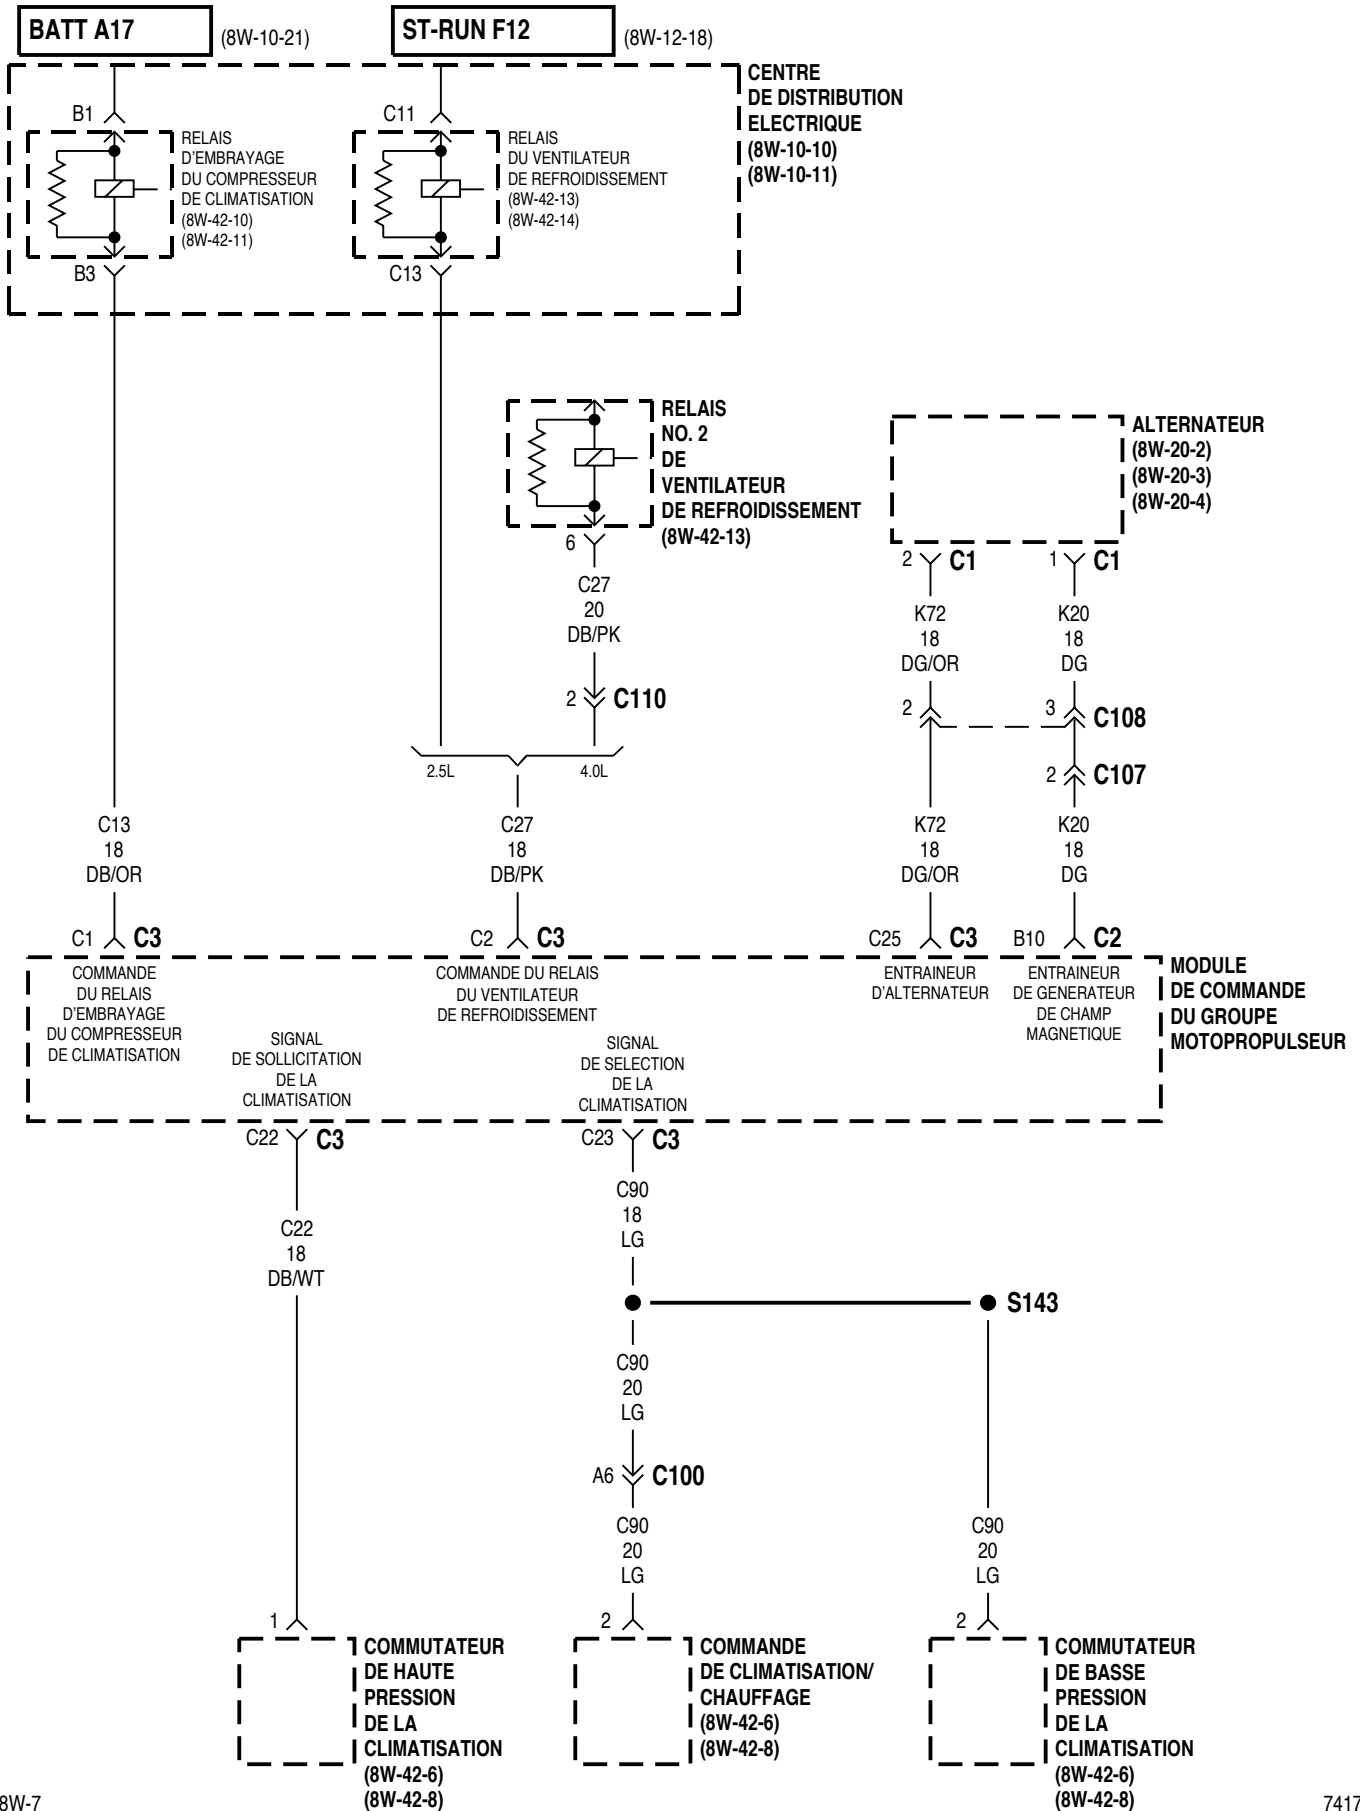 BATT A17
(8W-10-21)
ST-RUN F12
(8W-12-18)
CENTRE
DE DISTRIBUTION
ELECTRIQUE
(8W-10-10)
(8W-10-11)
B1
RELAIS
D'EMBRAYAGE
DU COMPRESSEUR
DE CLIMATISATION
(8W-42-10)
(8W-42-11)
B3
C11
RELAIS
DU VENTILATEUR
DE REFROIDISSEMENT
(8W-42-13)
(8W-42-14)
C13
RELAIS
NO. 2
DE
VENTILATEUR
DE REFROIDISSEMENT
(8W-42-13)
6
C27
20
DB/PK
2
C110
2.5L
4.0L
ALTERNATEUR
(8W-20-2)
(8W-20-3)
(8W-20-4)
2
C1
1
C1
K72
18
DG/OR
K20
18
DG
2
3
C108
2
C107
C13
18
DB/OR
C27
18
DB/PK
K72
18
DG/OR
K20
18
DG
C1
C3
C2
C3
C25
C3
B10
C2
COMMANDE
DU RELAIS
D'EMBRAYAGE
DU COMPRESSEUR
DE CLIMATISATION
COMMANDE DU RELAIS
DU VENTILATEUR
DE REFROIDISSEMENT
ENTRAINEUR
D'ALTERNATEUR
ENTRAINEUR
DE GENERATEUR
DE CHAMP
MAGNETIQUE
MODULE
DE COMMANDE
DU GROUPE
MOTOPROPULSEUR
SIGNAL
DE SOLLICITATION
DE LA
CLIMATISATION
SIGNAL
DE SELECTION
DE LA
CLIMATISATION
C22
C3
C23
C3
C22
18
DB/WT
C90
18
LG
S143
C90
20
LG
A6
C100
C90
20
LG
C90
20
LG
1
2
2
COMMUTATEUR
DE HAUTE
PRESSION
DE LA
CLIMATISATION
(8W-42-6)
(8W-42-8)
COMMANDE
DE CLIMATISATION/
CHAUFFAGE
(8W-42-6)
(8W-42-8)
COMMUTATEUR
DE BASSE
PRESSION
DE LA
CLIMATISATION
(8W-42-6)
(8W-42-8)
8W-7
7417